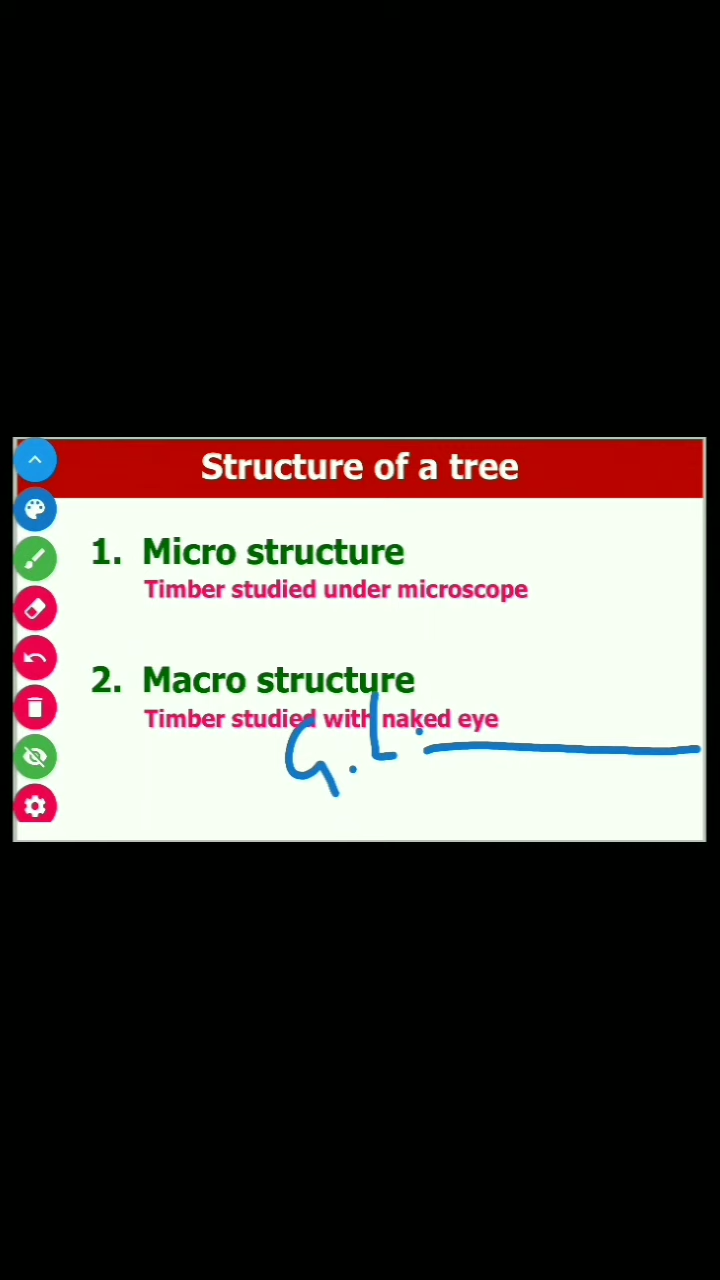 Structure of a tree
1. Micro structure
Timber studied under microscope
2. Macro structure
Timber studied with naked eye
G.L.